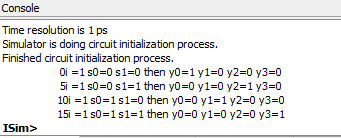 Console
Time resolution is 1 ps
Simulator is doing circuit initialization process.
Finished circuit initialization process.
0i =1 s0=0 s1=0 then y0=1 y1=0 y2=0 y3=0
5i =1 s0=0 s1=1 then y0=0 y1=0 y2=1 y3=0
10i =1 s0=1 s1=0 then y0=0 y1=1 y2=0 y3=0
15i =1 s0=1 s1=1 then y0=0 y1=0 y2=0 y3=1
ISim>